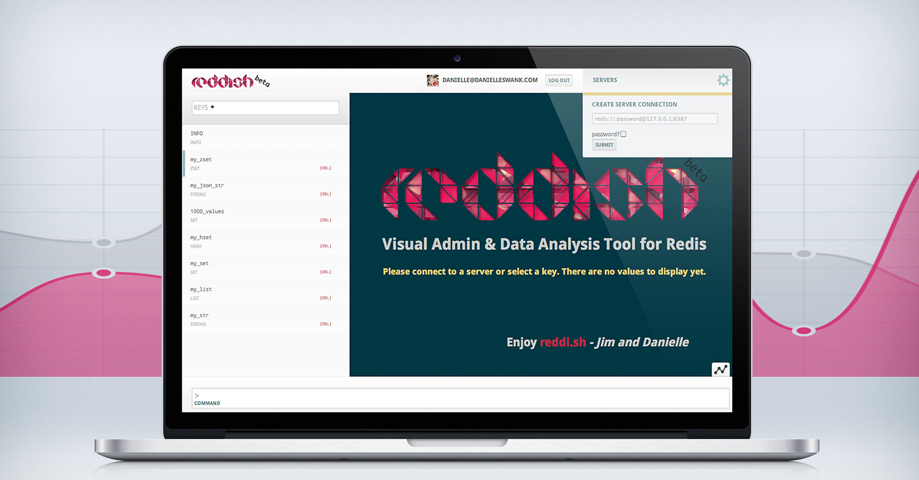 reddish beta
DANIELLE@DANIELLESWANK.COM
LOG OUT
SERVERS
KEYS *
CREATE SERVER CONNECTION
redis://:password@127.0.0.1:6387
password?
SUBMIT
INFO
INFO
my_zset
ZSET
[DEL]
my_json_str
STRING
[DEL]
1000_values
SET
[DEL]
my_hset
HASH
[DEL]
my_set
SET
[DEL]
my_list
LIST
[DEL]
my_str
STRING
[DEL]
reddish beta
Visual Admin & Data Analysis Tool for Redis
Please connect to a server or select a key. There are no values to display yet.
Enjoy reddi.sh - Jim and Danielle
>
COMMAND